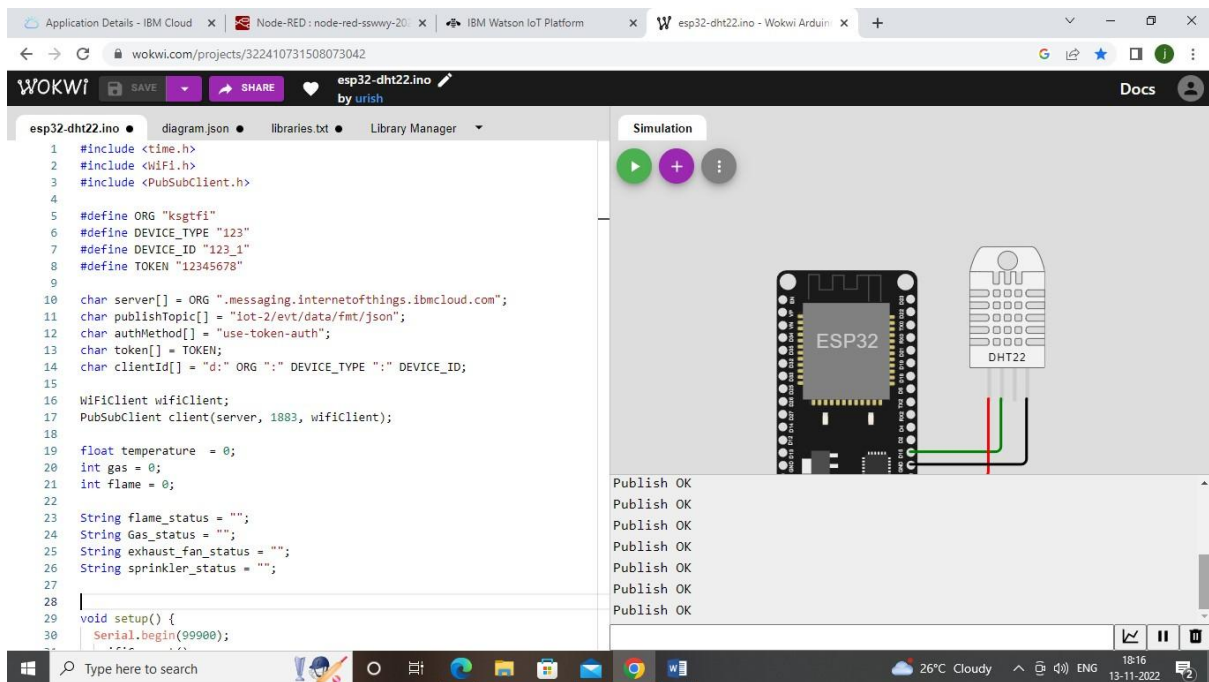 Application Details - IBM Cloud
Node-RED : node-red-sswwy-202
IBM Watson IoT Platform
esp32-dht22.ino - Wokwi Arduin
wokwi.com/projects/322410731508073042
WOKWI
SAVE
SHARE
esp32-dht22.ino
by urish
Docs
esp32-dht22.ino
diagram.json
libraries.txt
Library Manager
1 #include <time.h>
2 #include <WiFi.h>
3 #include <PubSubClient.h>
4
5 #define ORG "ksgtfi"
6 #define DEVICE_TYPE "123"
7 #define DEVICE_ID "123_1"
8 #define TOKEN "12345678"
9
10 char server[] = ORG ".messaging.internetofthings.ibmcloud.com";
11 char publishTopic[] = "iot-2/evt/data/fmt/json";
12 char authMethod[] = "use-token-auth";
13 char token[] = TOKEN;
14 char clientId[] = "d:" ORG ":" DEVICE_TYPE ":" DEVICE_ID;
15
16 WiFiClient wifiClient;
17 PubSubClient client(server, 1883, wifiClient);
18
19 float temperature  = 0;
20 int gas = 0;
21 int flame = 0;
22
23 String flame_status = "";
24 String Gas_status = "";
25 String exhaust_fan_status = "";
26 String sprinkler_status = "";
27
28
29 void setup() {
30 Serial.begin(99900);
Simulation
ESP32
DHT22
Publish OK
Publish OK
Publish OK
Publish OK
Publish OK
Publish OK
Publish OK
Type here to search
26°C Cloudy
ENG
18:16
13-11-2022